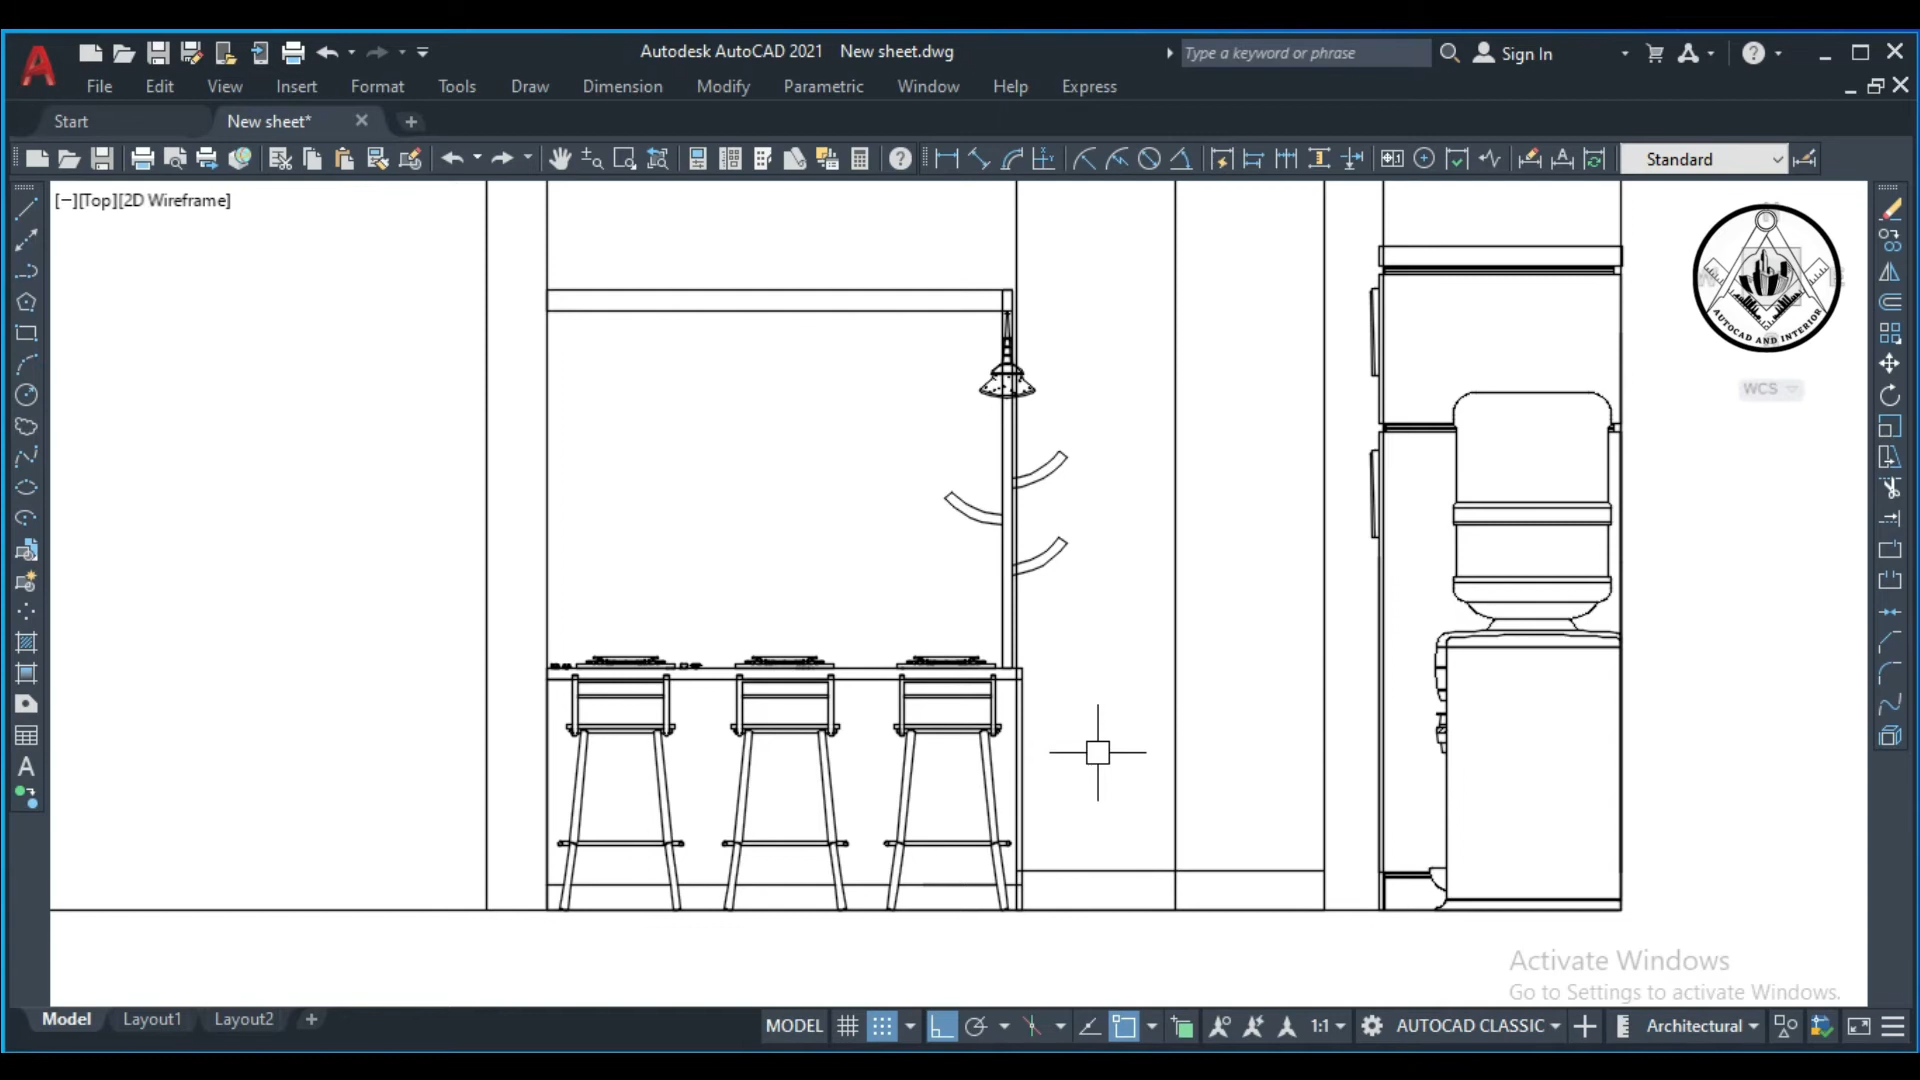 Autodesk AutoCAD 2021 New sheet.dwg
Type a keyword or phrase
Sign In
File Edit View Insert Format Tools Draw Dimension Modify Parametric Window Help Express
Start New sheet*
Standard
[−][Top][2D Wireframe]
AUTOCAD AND INTERIOR
WCS
A
Activate Windows
Go to Settings to activate Windows.
Model Layout1 Layout2
MODEL 1:1 AUTOCAD CLASSIC Architectural